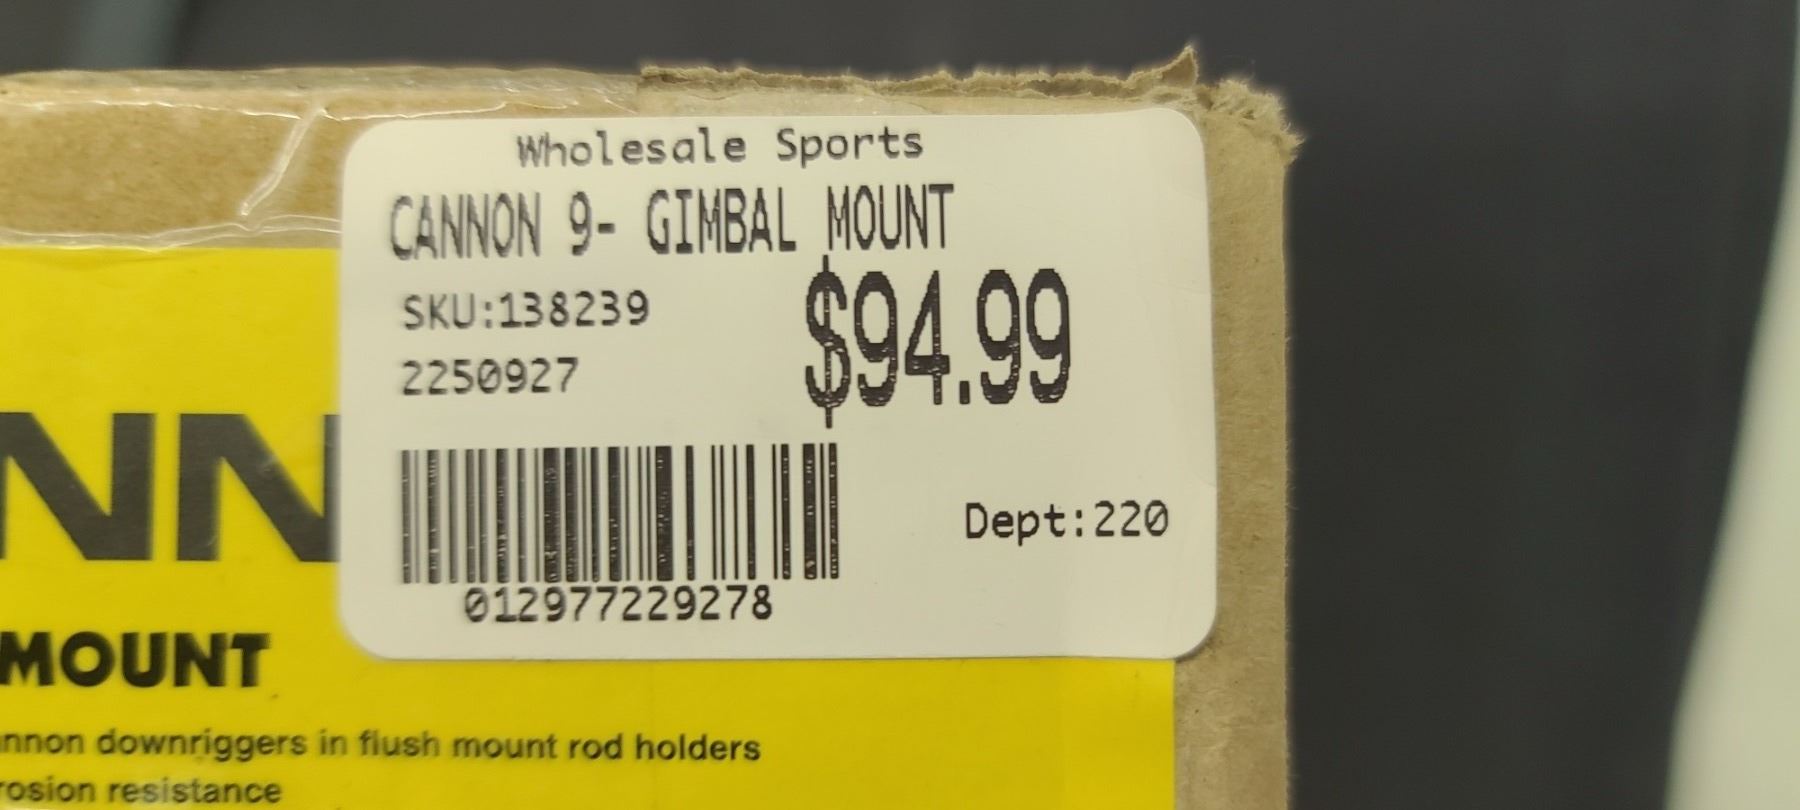 Wholesale Sports
CANNON 9- GIMBAL MOUNT
SKU:138239
$94.99
2250927
Dept:220
012977229278
NN
MOUNT
nnon downriggers in flush mount rod holders
rosion resistance